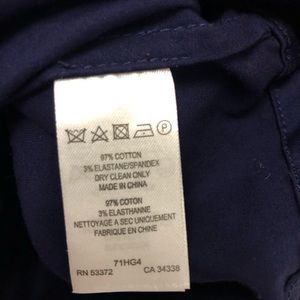 P
97% COTTON
3% ELASTANE/SPANDEX
DRY CLEAN ONLY
MADE IN CHINA
97% COTON
3% ELASTHANNE
NETTOYAGE A SEC UNIQUEMENT
FABRIQUE EN CHINE
71HG4
RN 53372 CA 34338